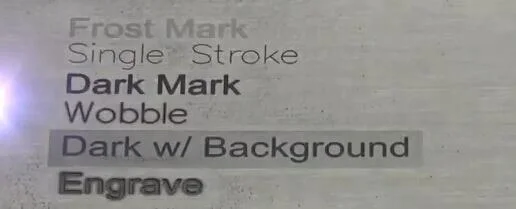 Frost Mark
Single Stroke
Dark Mark
Wobble
Dark w/ Background
Engrave